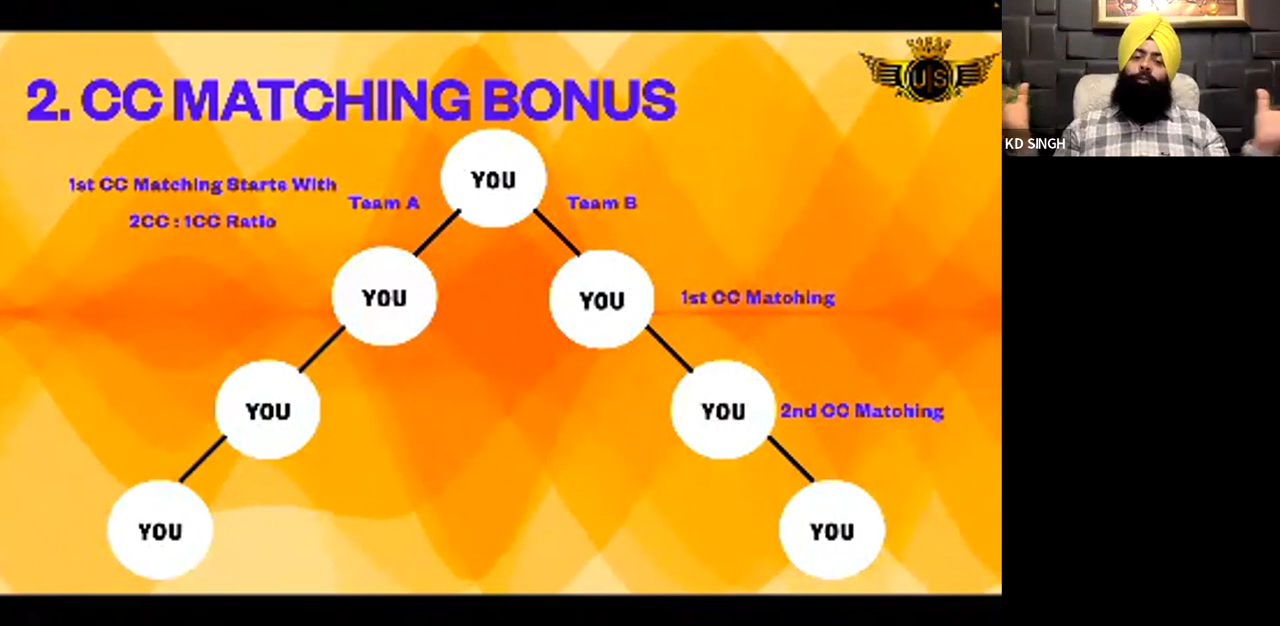 2. CC MATCHING BONUS
U S
KD SINGH
YOU
1st CC Matching Starts With
2CC : 1CC Ratio
Team A
Team B
YOU
YOU
1st CC Matching
YOU
YOU
2nd CC Matching
YOU
YOU